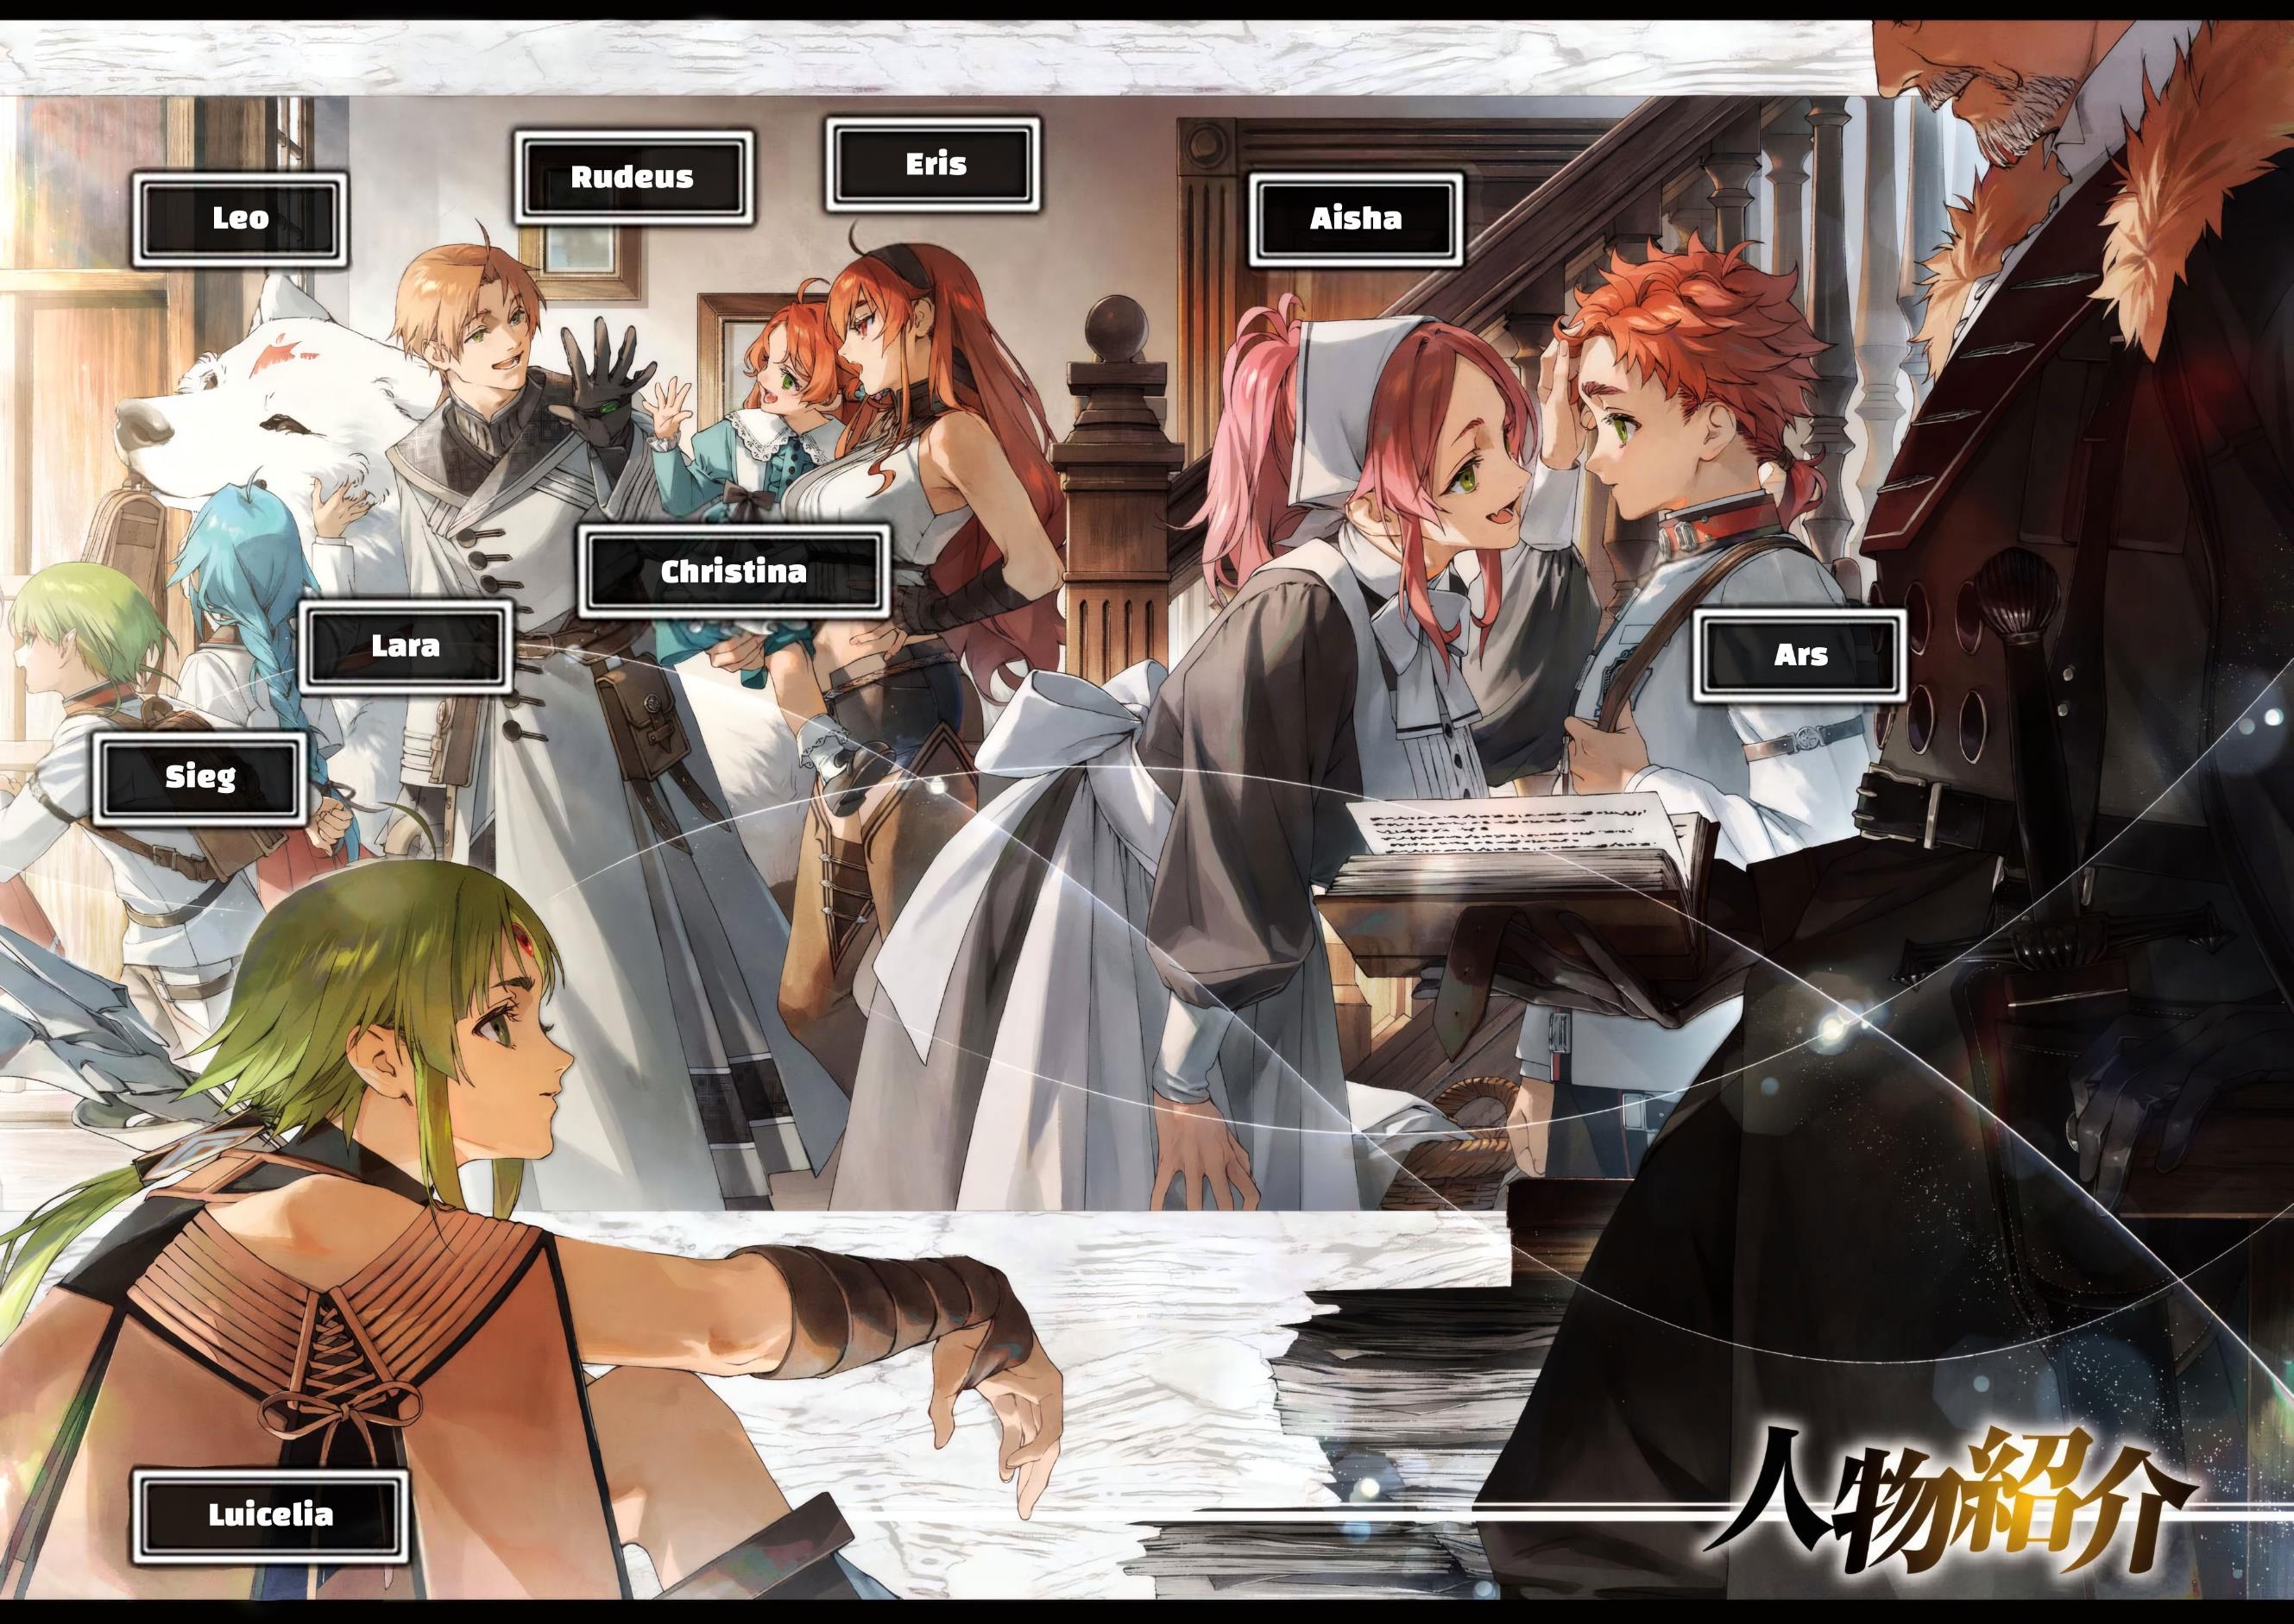 Leo
Rudeus
Eris
Aisha
Christina
Lara
Ars
Sieg
Luicelia
人物紹介